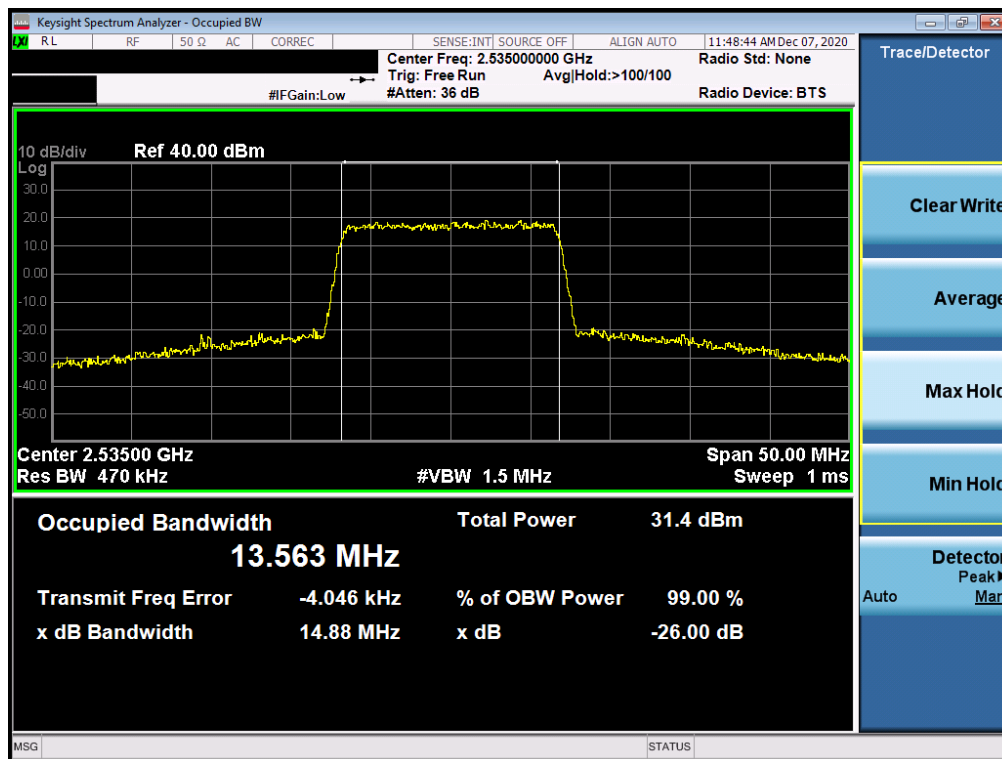 Keysight Spectrum Analyzer - Occupied BW
LXI RL RF 50 Ω AC CORREC SENSE:INT SOURCE OFF ALIGN AUTO 11:48:44 AM Dec 07, 2020
Center Freq: 2.535000000 GHz Radio Std: None
Trig: Free Run Avg|Hold:>100/100
#IFGain:Low #Atten: 36 dB Radio Device: BTS
Trace/Detector
10 dB/div Ref 40.00 dBm
Log
30.0
20.0
10.0
0.00
-10.0
-20.0
-30.0
-40.0
-50.0
Center 2.53500 GHz Span 50.00 MHz
Res BW 470 kHz #VBW 1.5 MHz Sweep 1 ms
Occupied Bandwidth Total Power 31.4 dBm
13.563 MHz
Transmit Freq Error -4.046 kHz % of OBW Power 99.00 %
x dB Bandwidth 14.88 MHz x dB -26.00 dB
Clear Write
Average
Max Hold
Min Hold
Detector
Peak
Auto Man
MSG STATUS